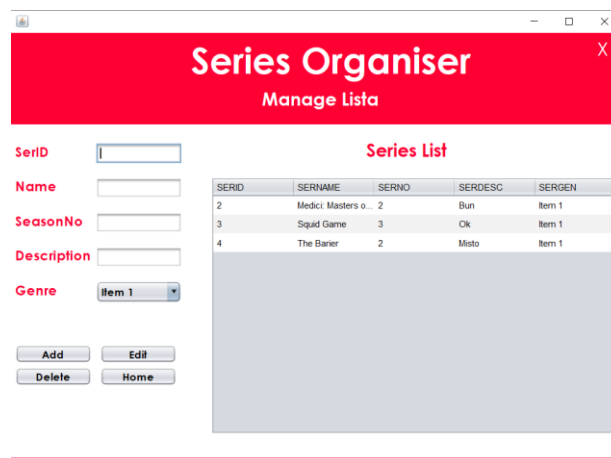 Series Organiser
X
Manage Lista
SerID
Series List
Name
SeasonNo
Description
Genre
Item 1
SERID SERNAME SERNO SERDESC SERGEN
2 Medici: Masters o... 2 Bun Item 1
3 Squid Game 3 Ok Item 1
4 The Barier 2 Misto Item 1
Add Edit
Delete Home